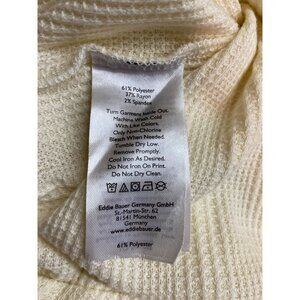 61% Polyester
37% Rayon
2% Spandex
Turn Garment Inside Out.
Machine Wash Cold
With Like Colors.
Only Non-Chlorine
Bleach When Needed.
Tumble Dry Low.
Remove Promptly.
Cool Iron As Desired.
Do Not Iron On Print.
Do Not Dry Clean.
Eddie Bauer Germany GmbH
St.-Martin-Str. 62
81541 München
Germany
www.eddiebauer.de
61% Polyester